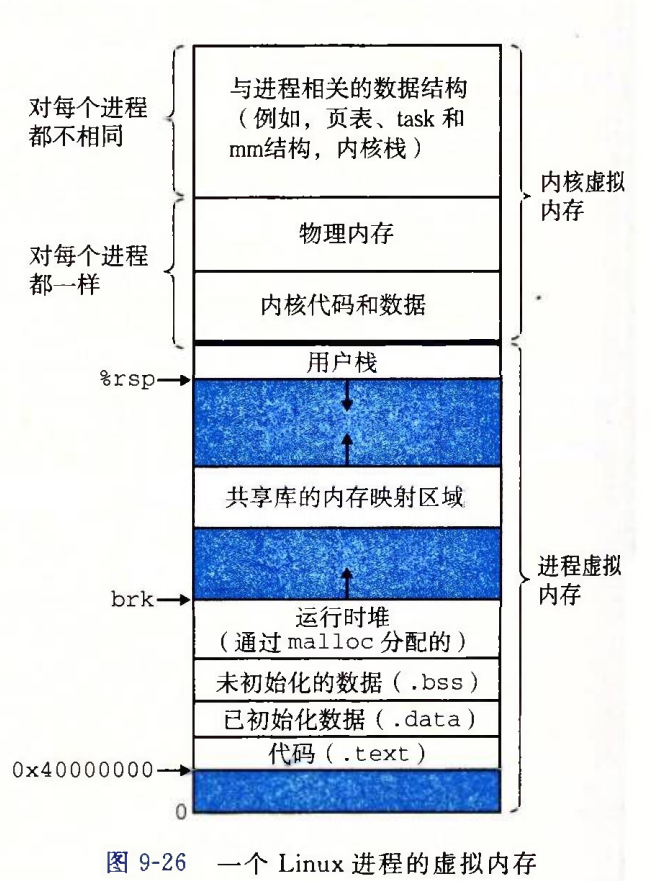 与进程相关的数据结构
（例如，页表、task 和
mm结构，内核栈）
对每个进程
都不相同
内核虚拟
内存
物理内存
对每个进程
都一样
内核代码和数据
用户栈
%rsp
共享库的内存映射区域
进程虚拟
内存
brk
运行时堆
（通过 malloc 分配的）
未初始化的数据（.bss）
已初始化数据（.data）
代码（.text）
0x40000000
0
图 9-26 一个 Linux 进程的虚拟内存